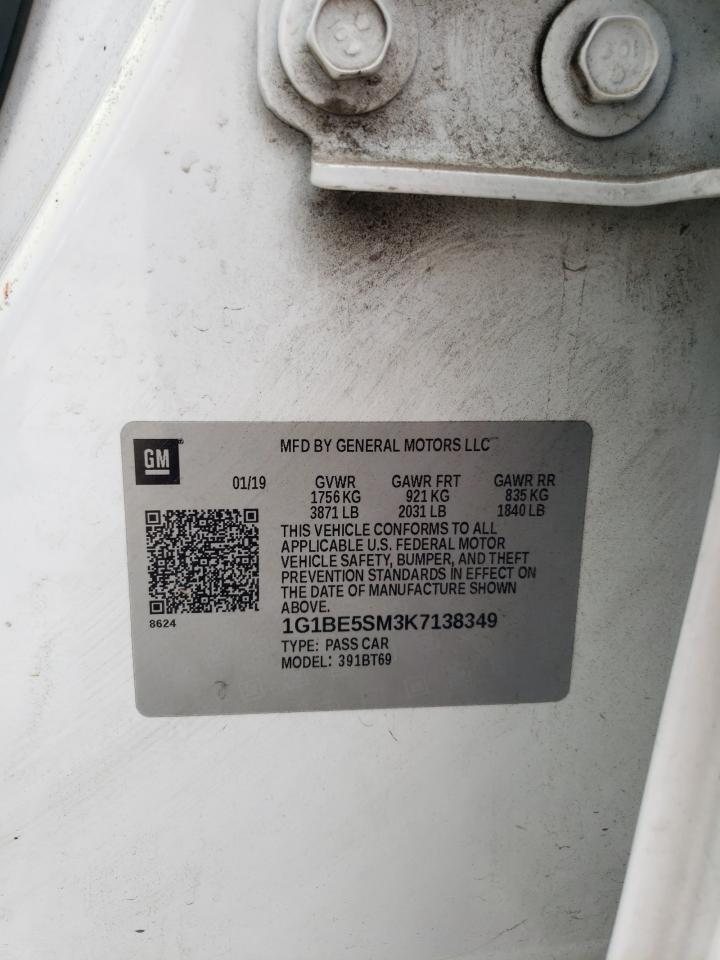 301
GM
MFD BY GENERAL MOTORS LLC
01/19 GVWR GAWR FRT GAWR RR
1756 KG 921 KG 835 KG
3871 LB 2031 LB 1840 LB
THIS VEHICLE CONFORMS TO ALL
APPLICABLE U.S. FEDERAL MOTOR
VEHICLE SAFETY, BUMPER, AND THEFT
PREVENTION STANDARDS IN EFFECT ON
THE DATE OF MANUFACTURE SHOWN
ABOVE.
8624
1G1BE5SM3K7138349
TYPE: PASS CAR
MODEL: 391BT69